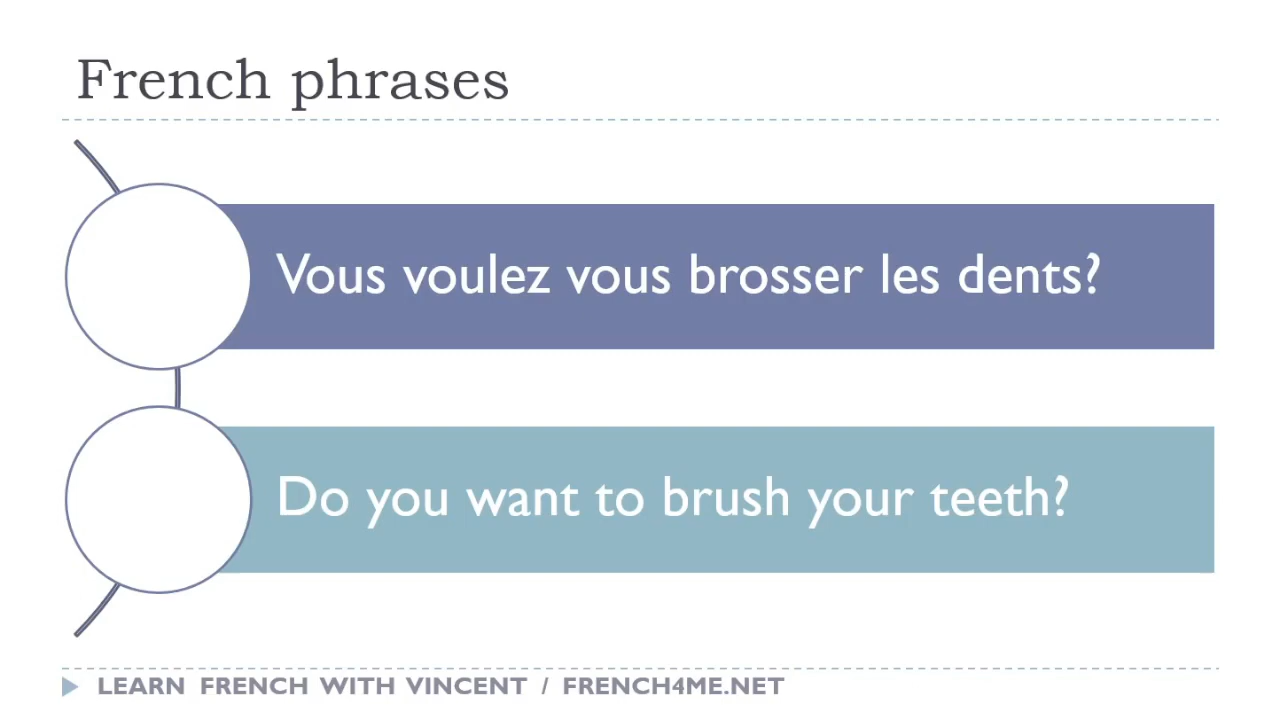 French phrases
Vous voulez vous brosser les dents?
Do you want to brush your teeth?
LEARN FRENCH WITH VINCENT / FRENCH4ME.NET